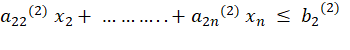 a₂₂⁽²⁾ x₂ + … … … . . + a₂ₙ⁽²⁾ xₙ ≤ b₂⁽²⁾